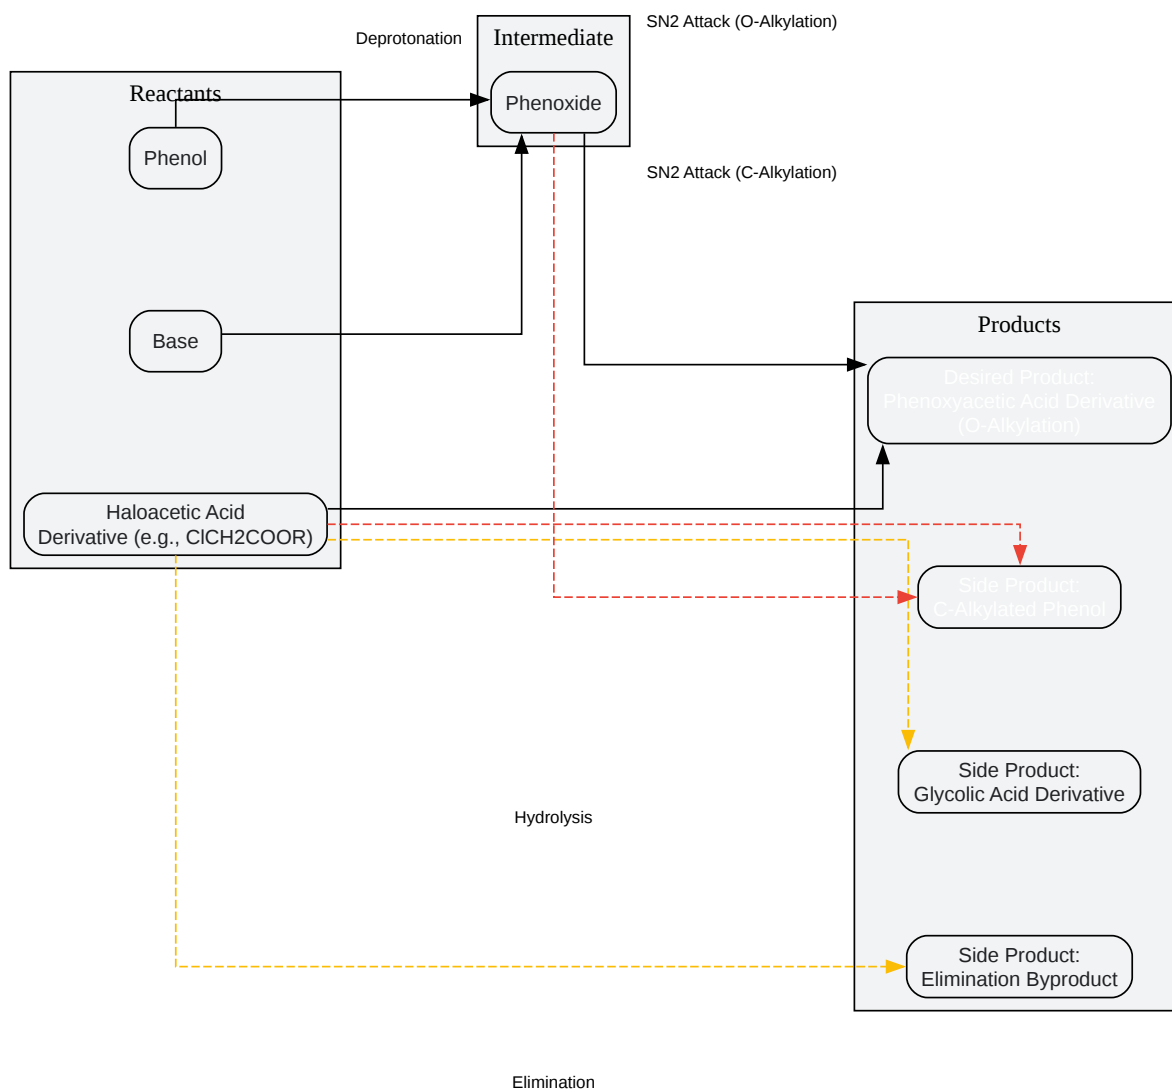 SN2 Attack (O-Alkylation)
Deprotonation
Intermediate
Reactants
Phenoxide
Phenol
SN2 Attack (C-Alkylation)
Base
Products
Desired Product:
Phenoxyacetic Acid Derivative
(O-Alkylation)
Haloacetic Acid
Derivative (e.g., ClCH2COOR)
Side Product:
C-Alkylated Phenol
Side Product:
Glycolic Acid Derivative
Hydrolysis
Side Product:
Elimination Byproduct
Elimination